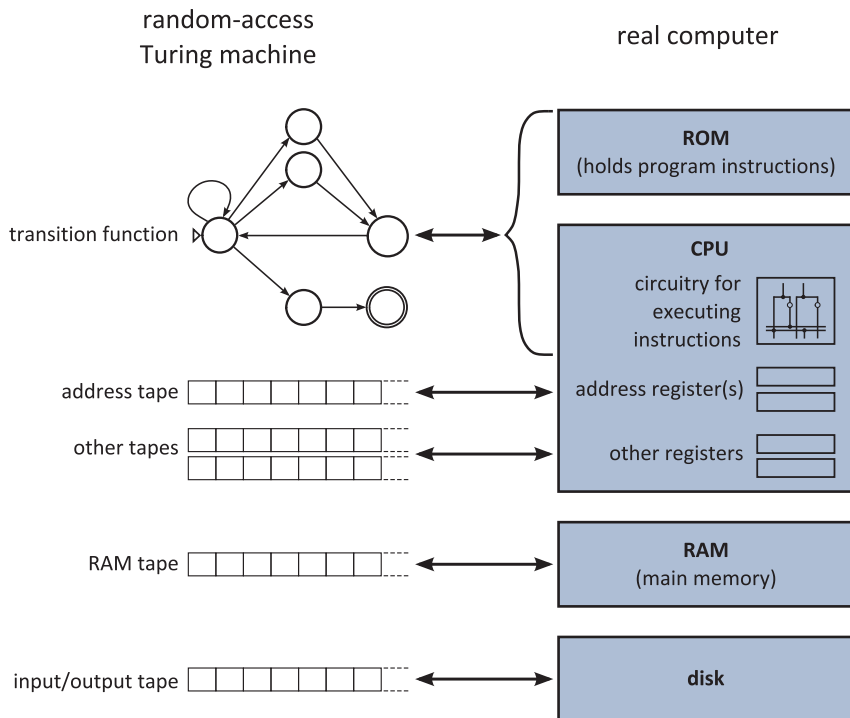 random-access
Turing machine
real computer
ROM
(holds program instructions)
transition function
CPU
circuitry for
executing
instructions
address tape
address register(s)
other tapes
other registers
RAM tape
RAM
(main memory)
input/output tape
disk